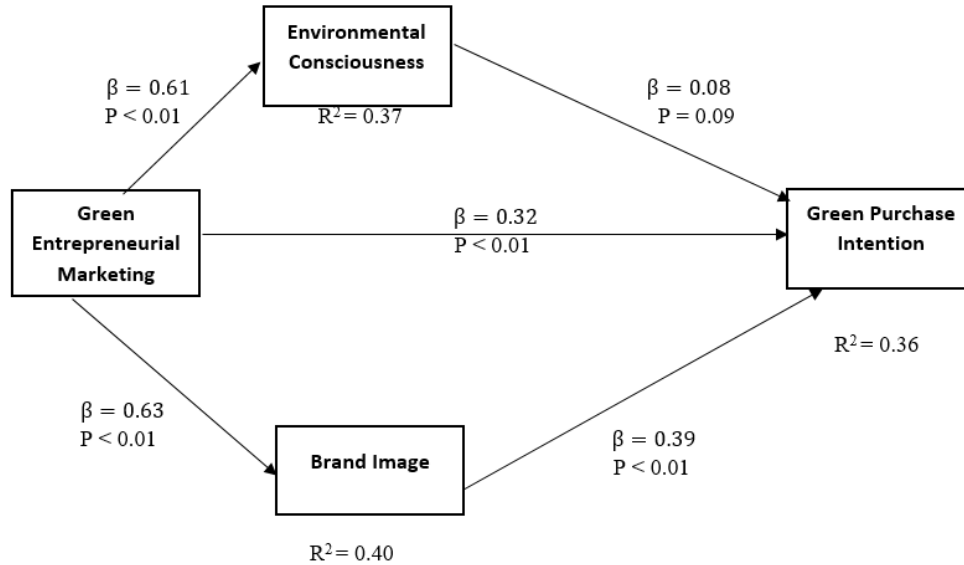 Environmental
Consciousness
R² = 0.37
β = 0.61
P < 0.01
β = 0.08
P = 0.09
Green
Entrepreneurial
Marketing
β = 0.32
P < 0.01
Green Purchase
Intention
R² = 0.36
β = 0.63
P < 0.01
Brand Image
R² = 0.40
β = 0.39
P < 0.01